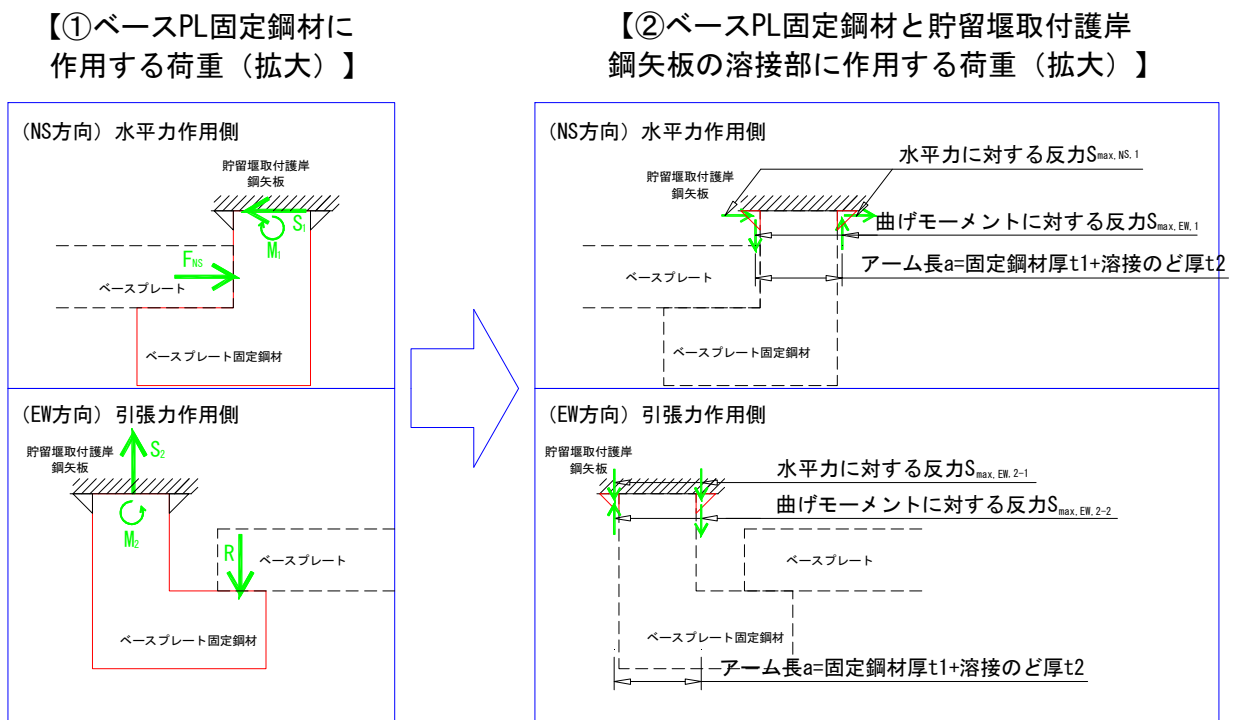 【①ベースPL固定鋼材に
作用する荷重（拡大）】
(NS方向) 水平力作用側
貯留堰取付護岸
鋼矢板
S1
M1
FNS
ベースプレート
ベースプレート固定鋼材
(EW方向) 引張力作用側
貯留堰取付護岸
鋼矢板
S2
M2
R
ベースプレート
ベースプレート固定鋼材
【②ベースPL固定鋼材と貯留堰取付護岸
鋼矢板の溶接部に作用する荷重（拡大）】
(NS方向) 水平力作用側
水平力に対する反力Smax,NS,1
貯留堰取付護岸
鋼矢板
曲げモーメントに対する反力Smax,EW,1
アーム長a=固定鋼材厚t1+溶接のど厚t2
ベースプレート
ベースプレート固定鋼材
(EW方向) 引張力作用側
貯留堰取付護岸
鋼矢板
水平力に対する反力Smax,EW,2-1
曲げモーメントに対する反力Smax,EW,2-2
ベースプレート
ベースプレート固定鋼材
アーム長a=固定鋼材厚t1+溶接のど厚t2